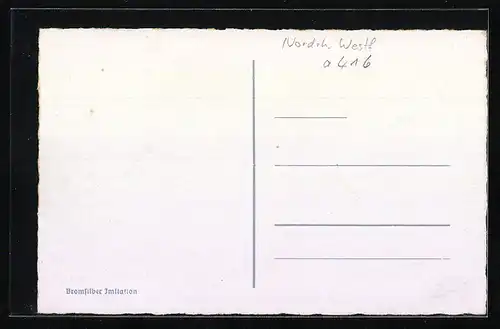 Nordrh. Westf
a 416
Bromsilber Imitation